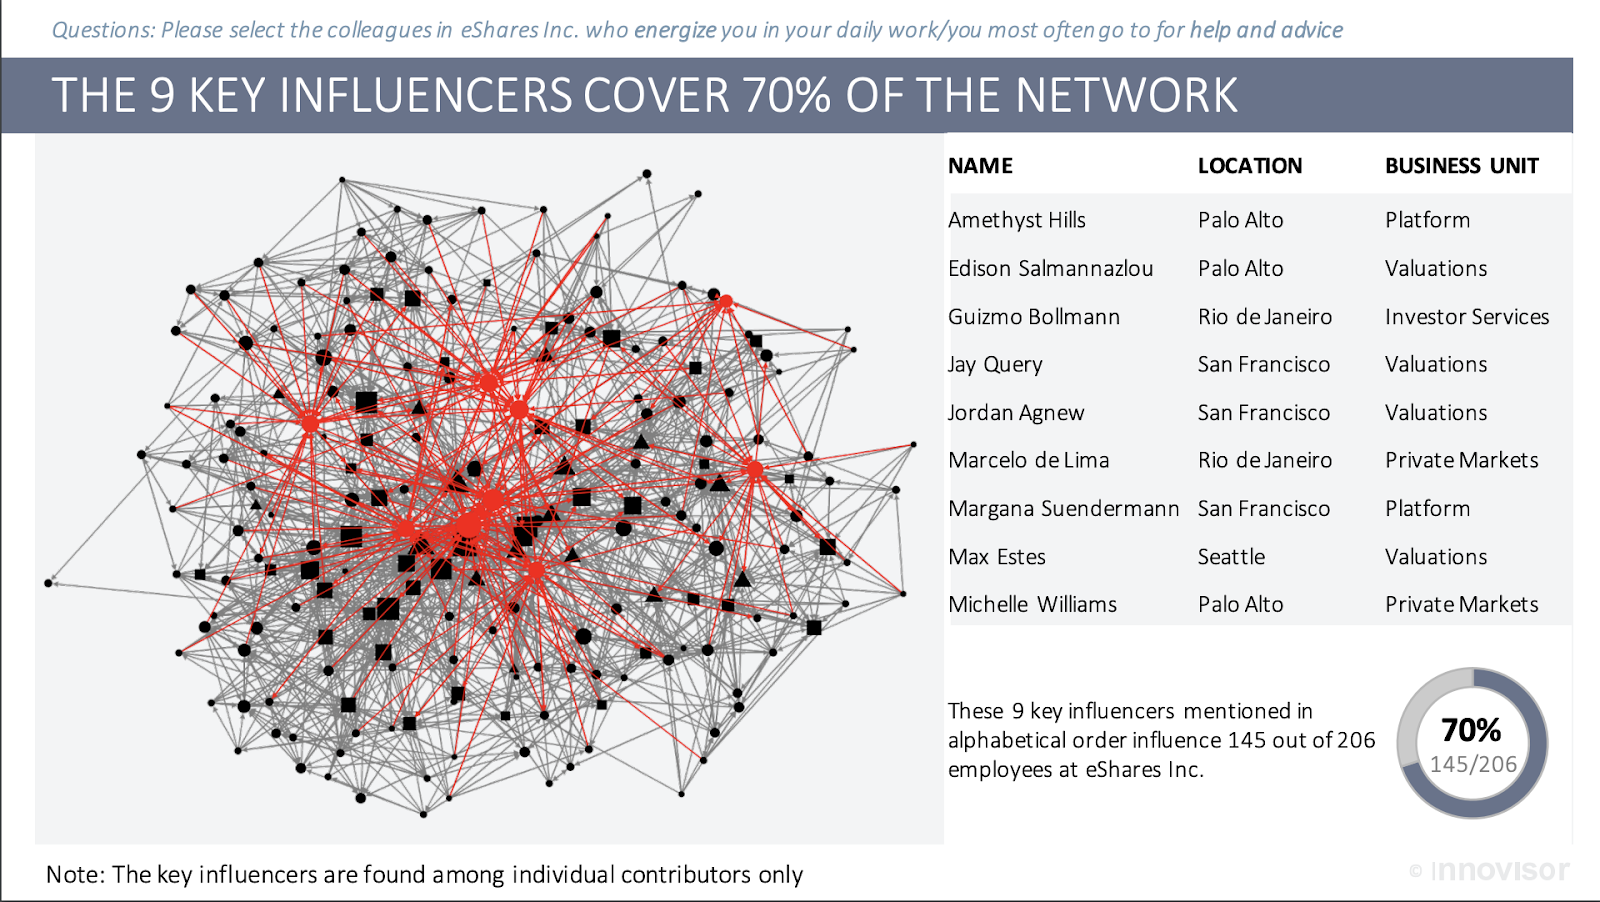 Questions: Please select the colleagues in eShares Inc. who energize you in your daily work/you most often go to for help and advice
THE 9 KEY INFLUENCERS COVER 70% OF THE NETWORK
NAME LOCATION BUSINESS UNIT
Amethyst Hills Palo Alto Platform
Edison Salmannazlou Palo Alto Valuations
Guizmo Bollmann Rio de Janeiro Investor Services
Jay Query San Francisco Valuations
Jordan Agnew San Francisco Valuations
Marcelo de Lima Rio de Janeiro Private Markets
Margana Suendermann San Francisco Platform
Max Estes Seattle Valuations
Michelle Williams Palo Alto Private Markets
These 9 key influencers mentioned in
alphabetical order influence 145 out of 206
employees at eShares Inc.
70%
145/206
Note: The key influencers are found among individual contributors only
© Innovisor